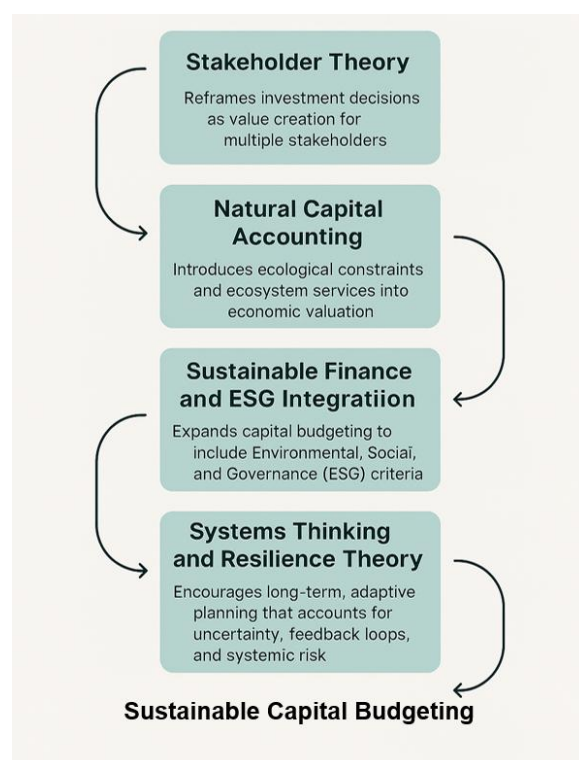 Stakeholder Theory
Reframes investment decisions
as value creation for
multiple stakeholders
Natural Capital
Accounting
Introduces ecological constraints
and ecosystem services into
economic valuation
Sustainable Finance
and ESG Integratiion
Expands capital budgeting to
include Environmental, Sociaī,
and Governance (ESG) criteria
Systems Thinking
and Resilience Theory
Encourages long-term, adaptive
planning that accounts for
uncertainty, feedback loops,
and systemic risk
Sustainable Capital Budgeting